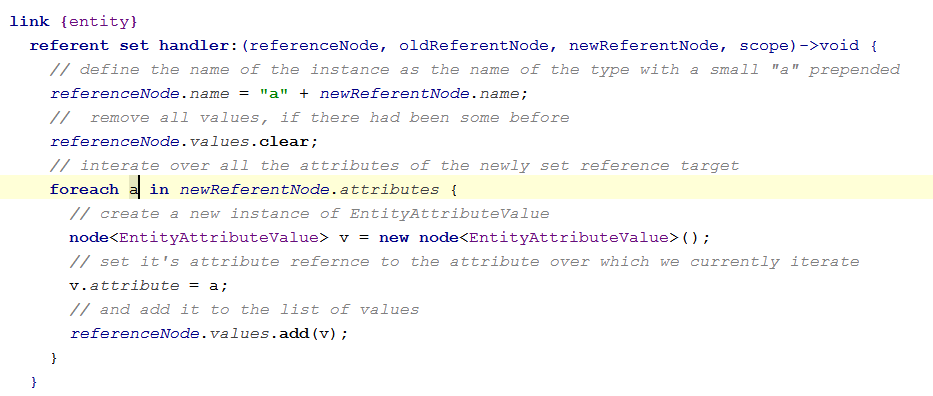 link {entity}
referent set handler:(referenceNode, oldReferentNode, newReferentNode, scope)->void {
// define the name of the instance as the name of the type with a small "a" prepended
referenceNode.name = "a" + newReferentNode.name;
//  remove all values, if there had been some before
referenceNode.values.clear;
// interate over all the attributes of the newly set reference target
foreach a in newReferentNode.attributes {
// create a new instance of EntityAttributeValue
node<EntityAttributeValue> v = new node<EntityAttributeValue>();
// set it's attribute refernce to the attribute over which we currently iterate
v.attribute = a;
// and add it to the list of values
referenceNode.values.add(v);
}
}